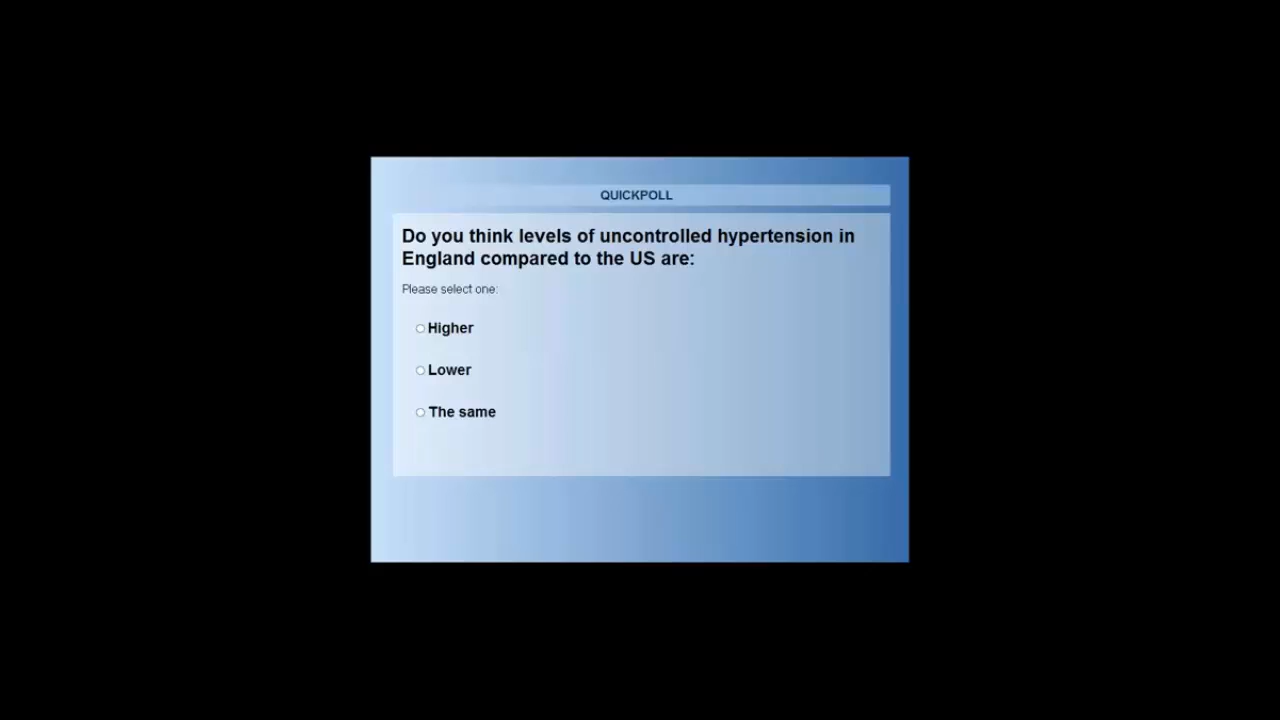 QUICKPOLL
Do you think levels of uncontrolled hypertension in
England compared to the US are:
Please select one:
Higher
Lower
The same